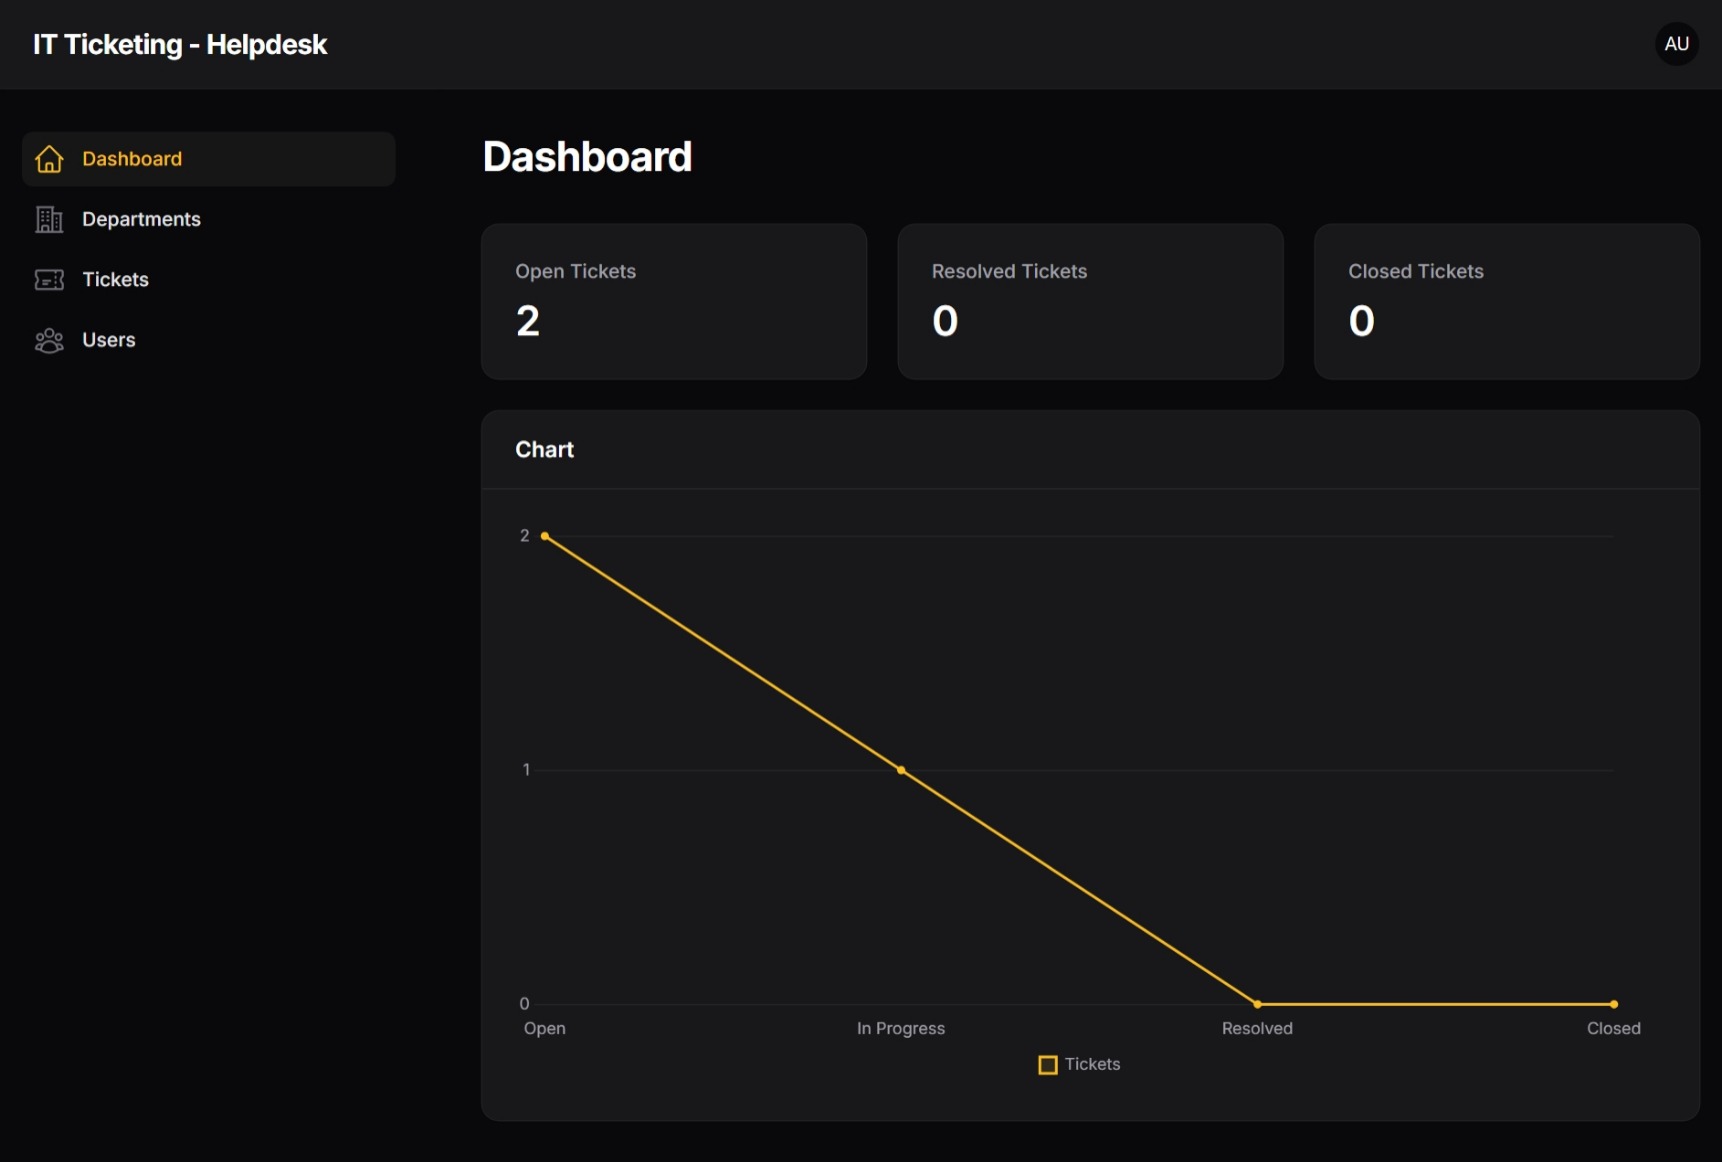 IT Ticketing - Helpdesk
AU
Dashboard
Departments
Tickets
Users
Dashboard
Open Tickets
2
Resolved Tickets
0
Closed Tickets
0
Chart
2
1
0
Open In Progress Resolved Closed
Tickets